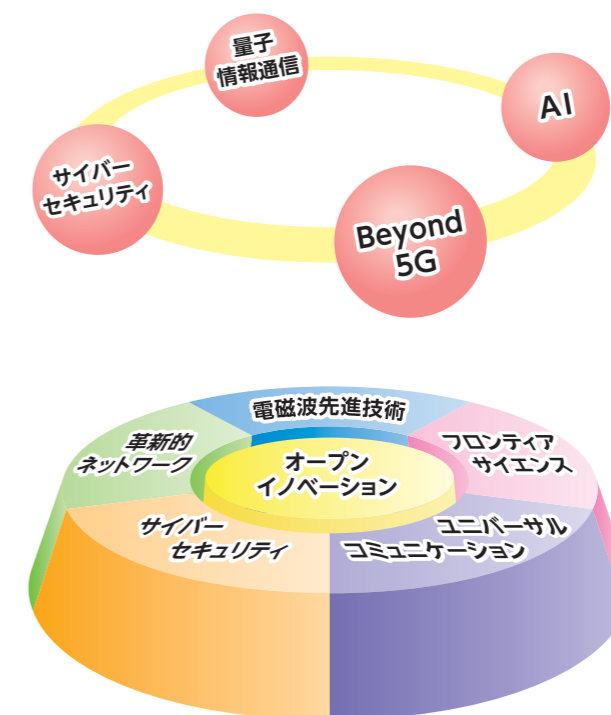 量子
情報通信
AI
サイバー
セキュリティ
Beyond
5G
電磁波先進技術
革新的
ネットワーク
フロンティア
サイエンス
オープン
イノベーション
サイバー
セキュリティ
ユニバーサル
コミュニケーション